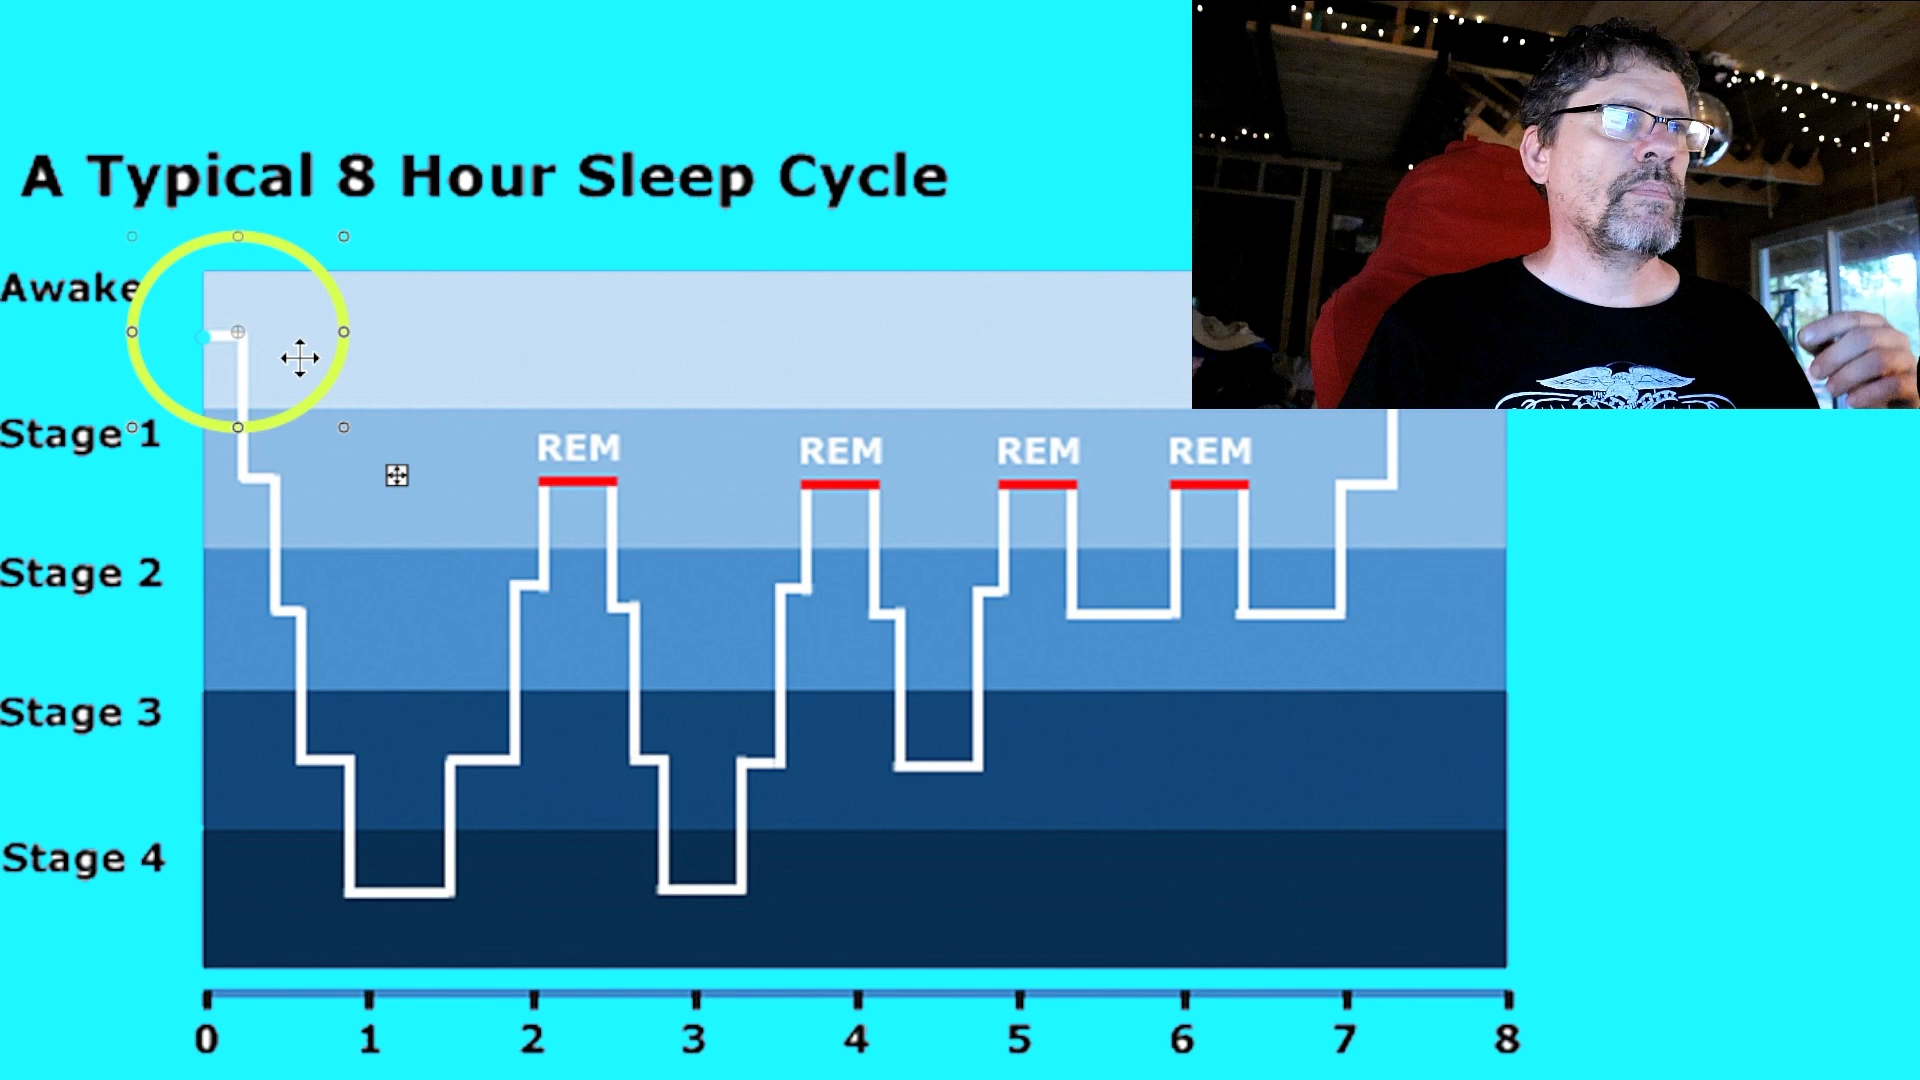 A Typical 8 Hour Sleep Cycle
Awake
Stage 1
REM REM REM REM
Stage 2
Stage 3
Stage 4
0 1 2 3 4 5 6 7 8